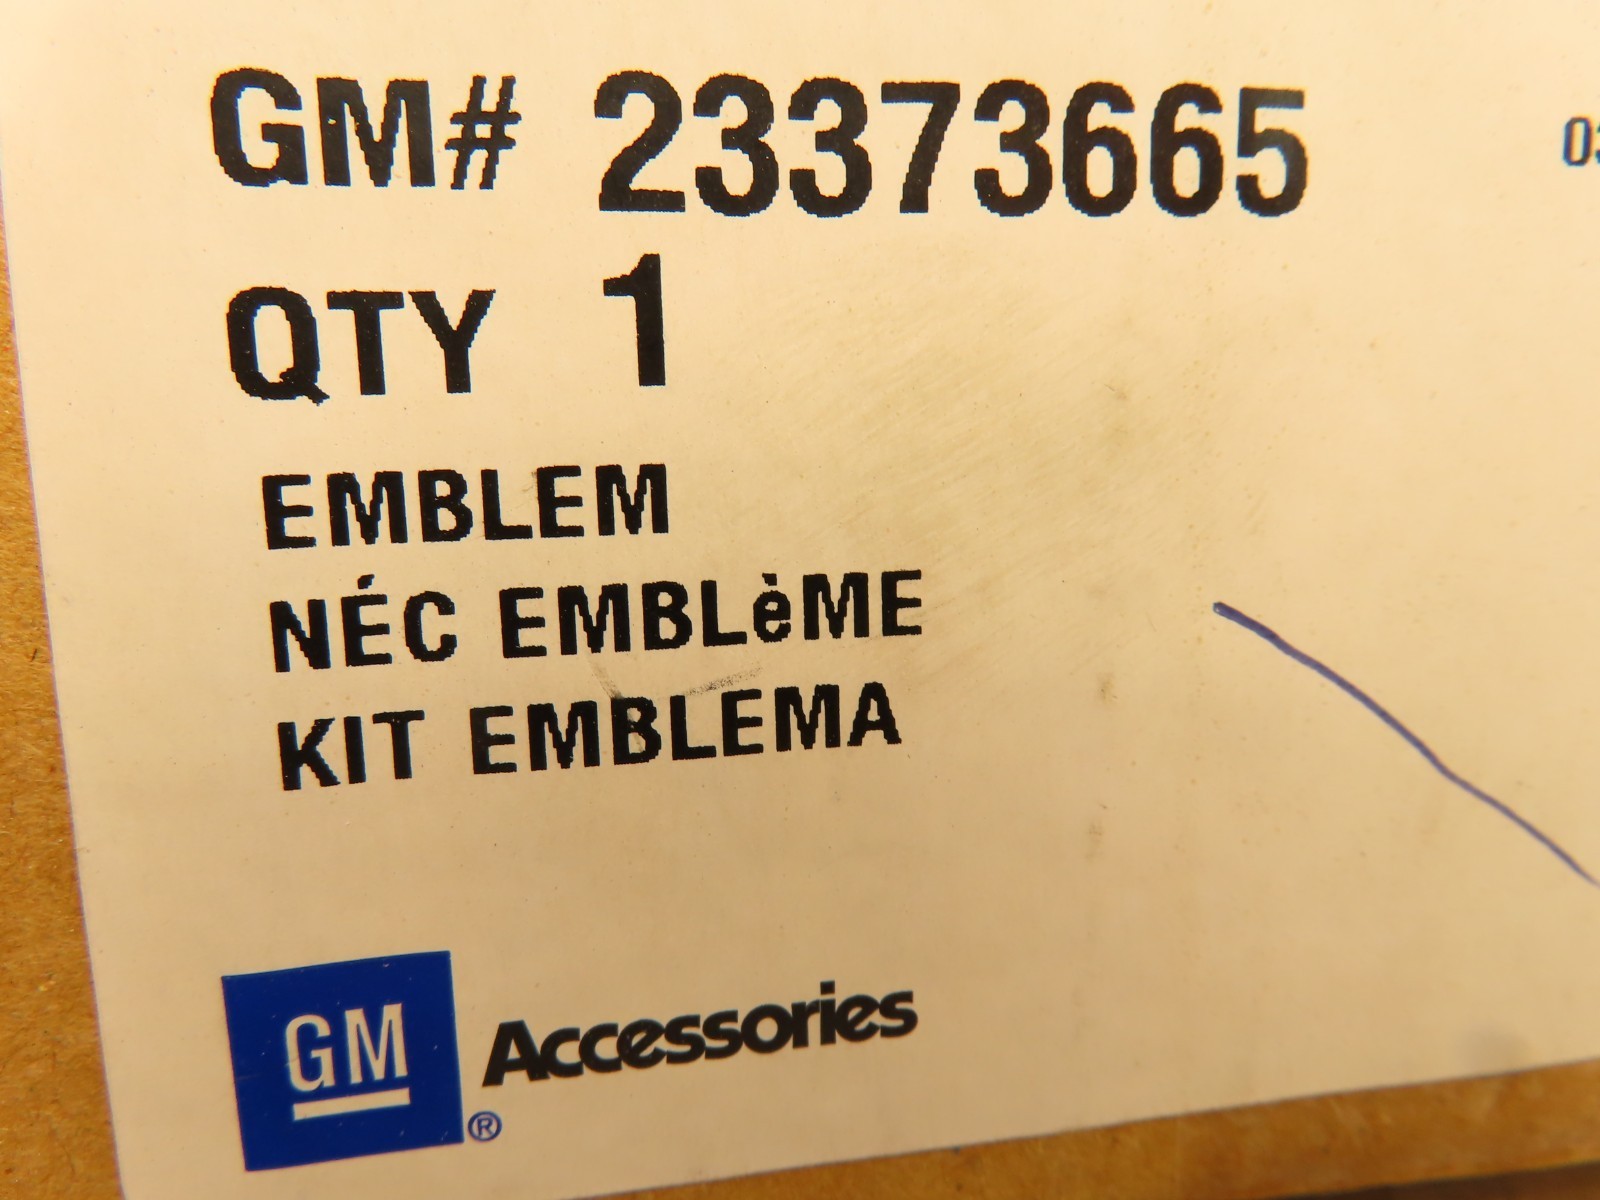 GM# 23373665
QTY 1
EMBLEM
NÉC EMBLèME
KIT EMBLEMA
GM
Accessories
®